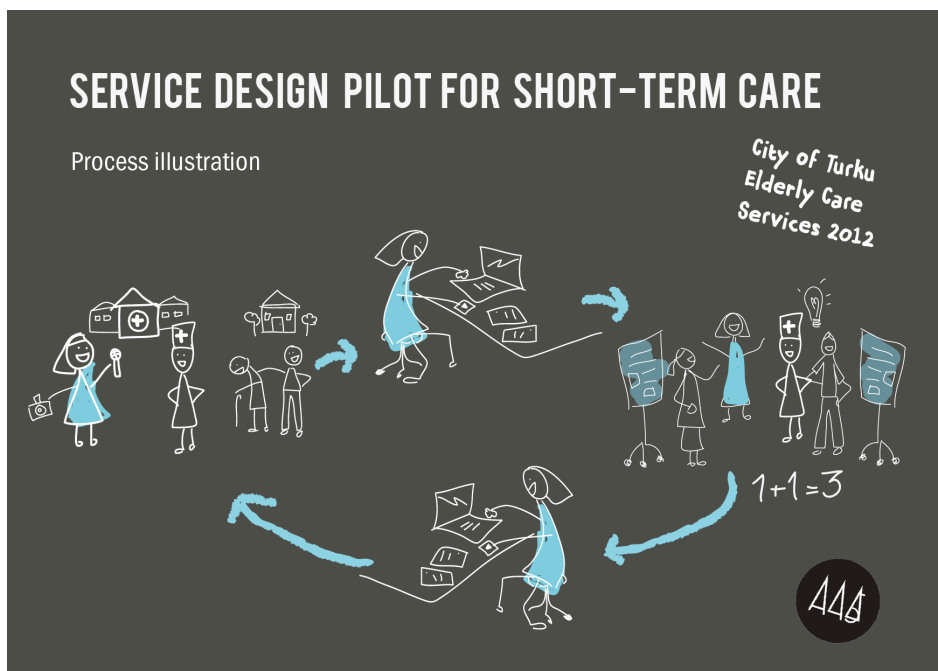 SERVICE DESIGN PILOT FOR SHORT-TERM CARE
Process illustration
City of Turku
Elderly Care
Services 2012
1+1=3